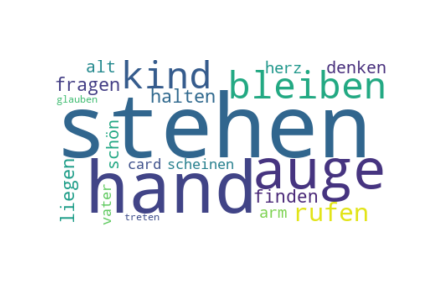 alt
kind
herz
denken
fragen
halten
bleiben
glauben
stehen
schön
card
scheinen
auge
liegen
hand
finden
vater
arm
rufen
treten